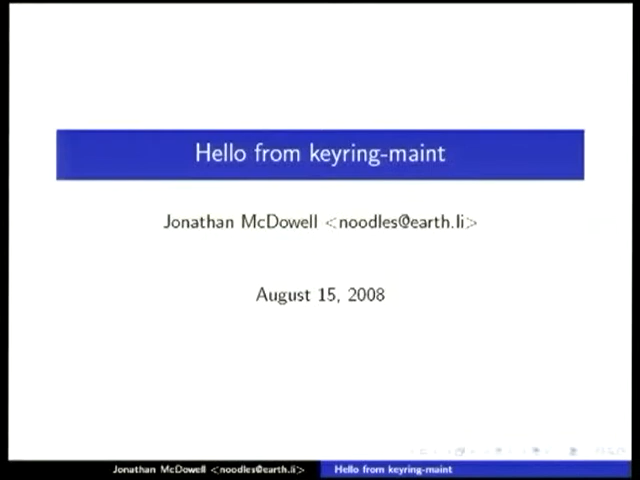 Hello from keyring-maint
Jonathan McDowell <noodles@earth.li>
August 15, 2008
Jonathan McDowell <noodles@earth.li> Hello from keyring-maint